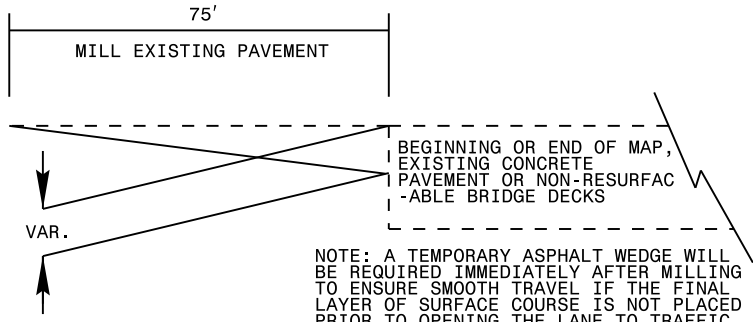 75'
MILL EXISTING PAVEMENT
BEGINNING OR END OF MAP,
EXISTING CONCRETE
PAVEMENT OR NON-RESURFAC
-ABLE BRIDGE DECKS
VAR.
NOTE: A TEMPORARY ASPHALT WEDGE WILL
BE REQUIRED IMMEDIATELY AFTER MILLING
TO ENSURE SMOOTH TRAVEL IF THE FINAL
LAYER OF SURFACE COURSE IS NOT PLACED
PRIOR TO OPENING THE LANE TO TRAFFIC